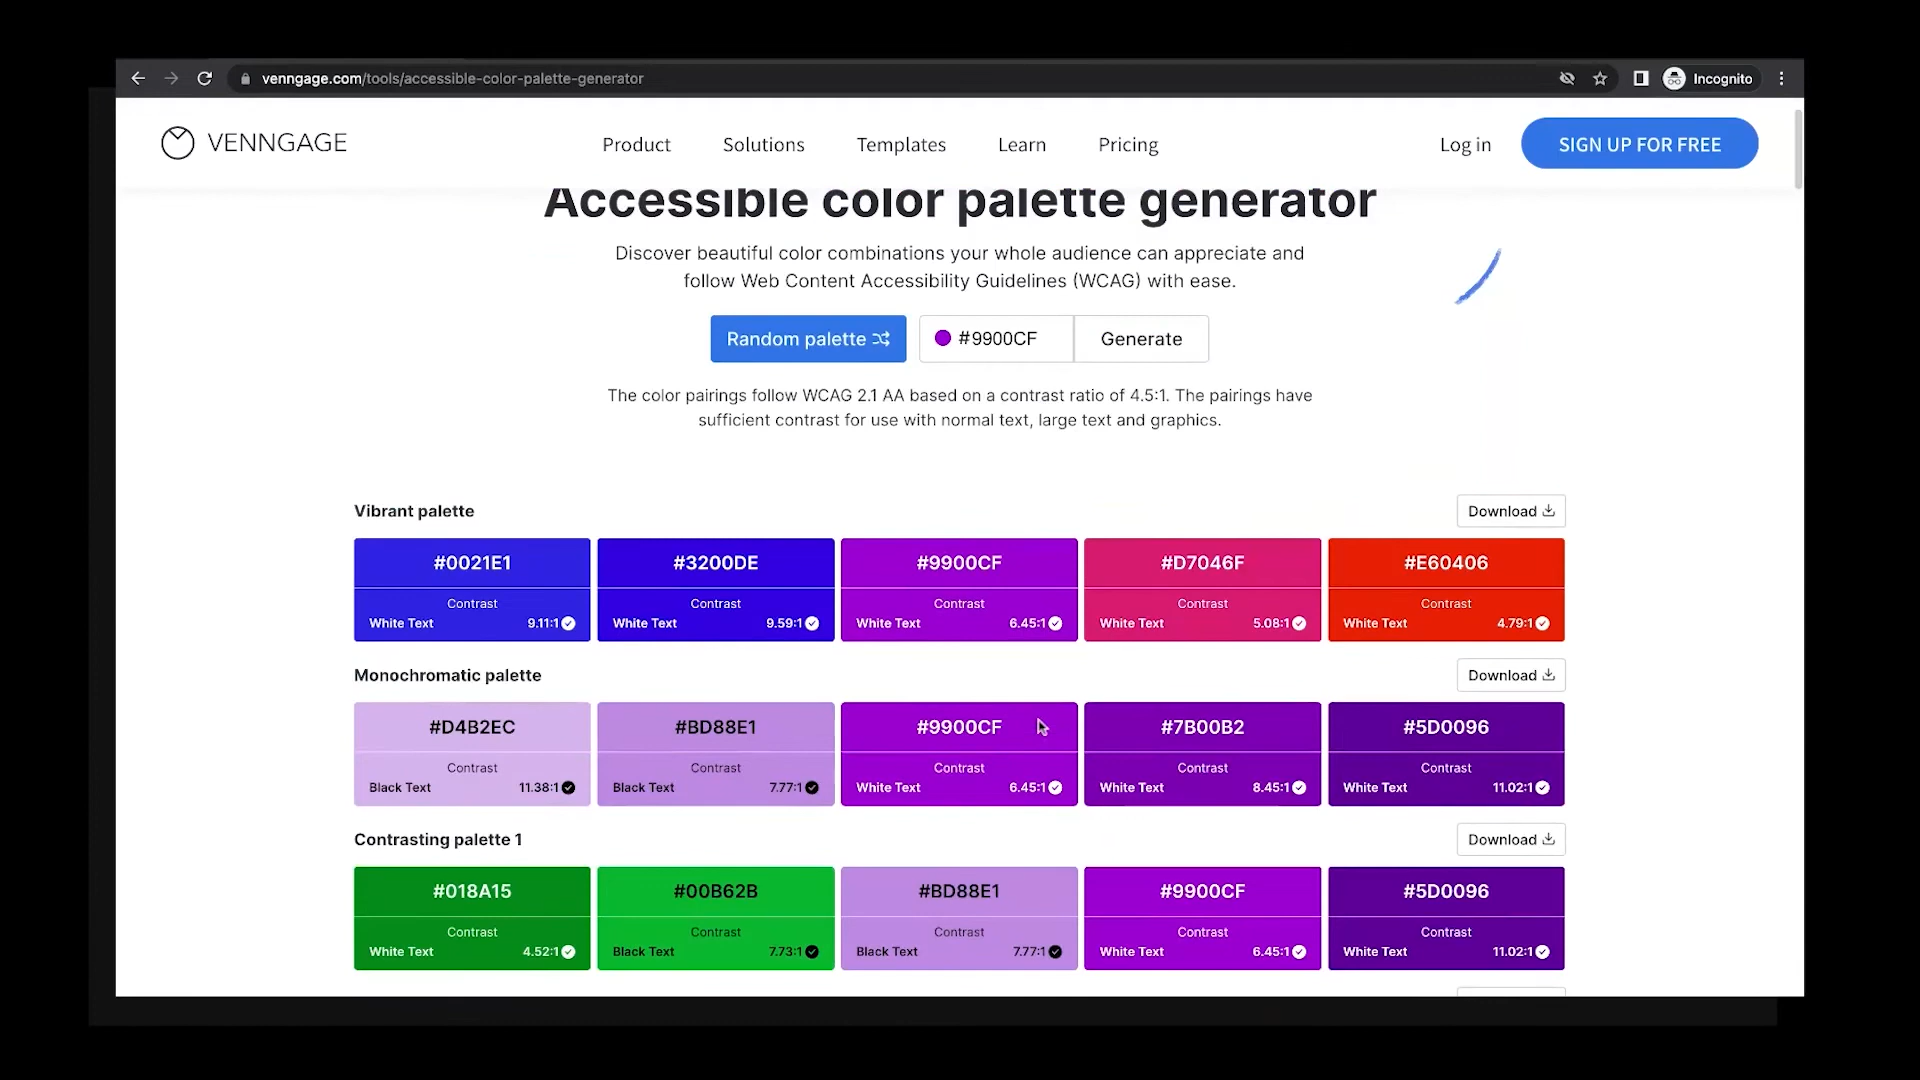 venngage.com/tools/accessible-color-palette-generator
Incognito
VENNGAGE
Product
Solutions
Templates
Learn
Pricing
Log in
SIGN UP FOR FREE
Accessible color palette generator
Discover beautiful color combinations your whole audience can appreciate and
follow Web Content Accessibility Guidelines (WCAG) with ease.
Random palette
#9900CF
Generate
The color pairings follow WCAG 2.1 AA based on a contrast ratio of 4.5:1. The pairings have
sufficient contrast for use with normal text, large text and graphics.
Vibrant palette
Download
#0021E1
Contrast
White Text 9.11:1
#3200DE
Contrast
White Text 9.59:1
#9900CF
Contrast
White Text 6.45:1
#D7046F
Contrast
White Text 5.08:1
#E60406
Contrast
White Text 4.79:1
Monochromatic palette
Download
#D4B2EC
Contrast
Black Text 11.38:1
#BD88E1
Contrast
Black Text 7.77:1
#9900CF
Contrast
White Text 6.45:1
#7B00B2
Contrast
White Text 8.45:1
#5D0096
Contrast
White Text 11.02:1
Contrasting palette 1
Download
#018A15
Contrast
White Text 4.52:1
#00B62B
Contrast
Black Text 7.73:1
#BD88E1
Contrast
Black Text 7.77:1
#9900CF
Contrast
White Text 6.45:1
#5D0096
Contrast
White Text 11.02:1